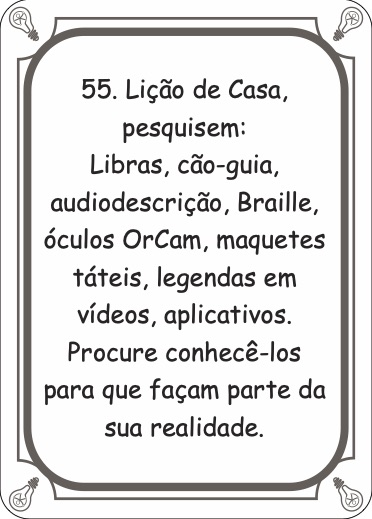 55. Lição de Casa,
pesquisem:
Libras, cão-guia,
audiodescrição, Braille,
óculos OrCam, maquetes
táteis, legendas em
vídeos, aplicativos.
Procure conhecê-los
para que façam parte da
sua realidade.